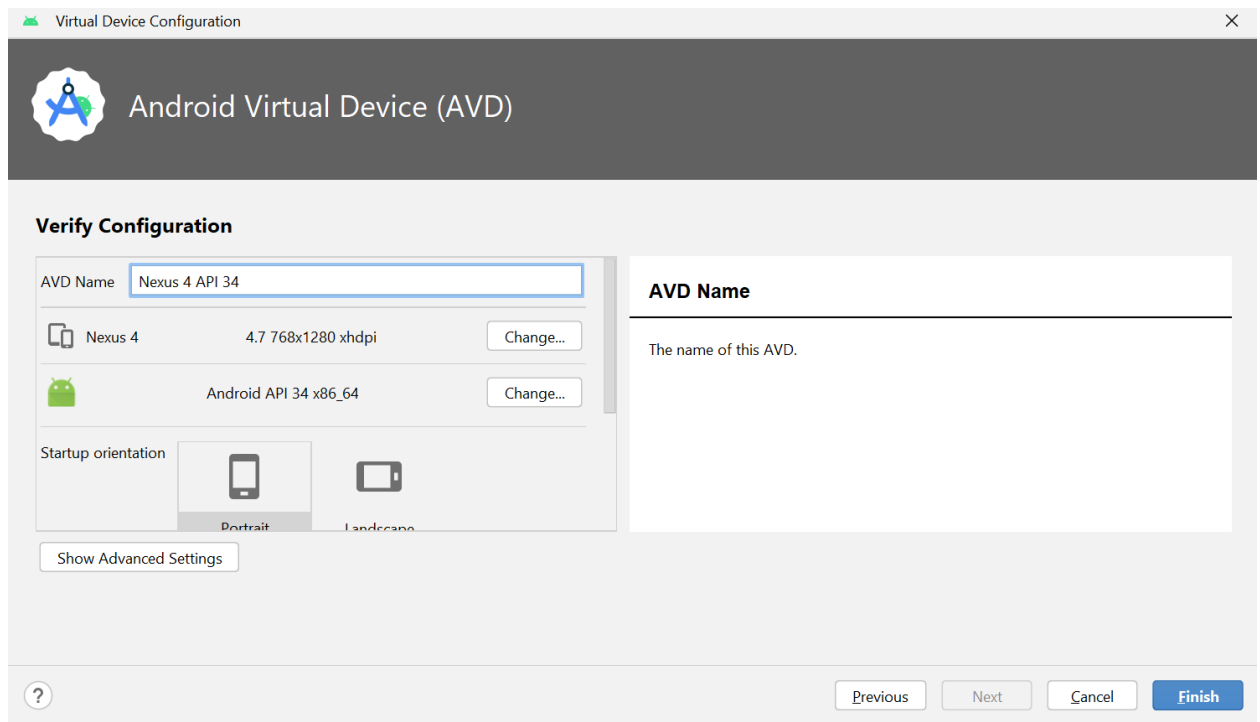 Virtual Device Configuration
Android Virtual Device (AVD)
Verify Configuration
AVD Name Nexus 4 API 34
Nexus 4 4.7 768x1280 xhdpi Change...
Android API 34 x86_64 Change...
Startup orientation
Portrait Landscape
Show Advanced Settings
AVD Name
The name of this AVD.
? Previous Next Cancel Finish